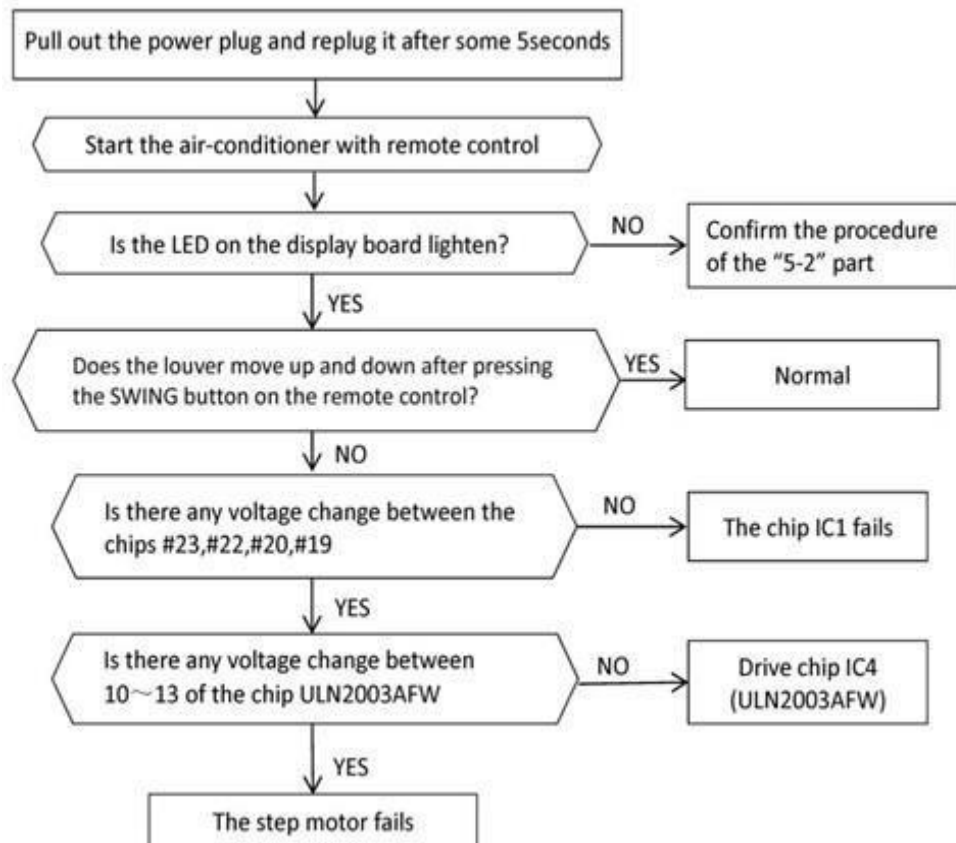 Pull out the power plug and replug it after some 5seconds
Start the air-conditioner with remote control
Is the LED on the display board lighten?
NO
Confirm the procedure
of the “5-2” part
YES
Does the louver move up and down after pressing
the SWING button on the remote control?
YES
Normal
NO
Is there any voltage change between the
chips #23,#22,#20,#19
NO
The chip IC1 fails
YES
Is there any voltage change between
10～13 of the chip ULN2003AFW
NO
Drive chip IC4
(ULN2003AFW)
YES
The step motor fails